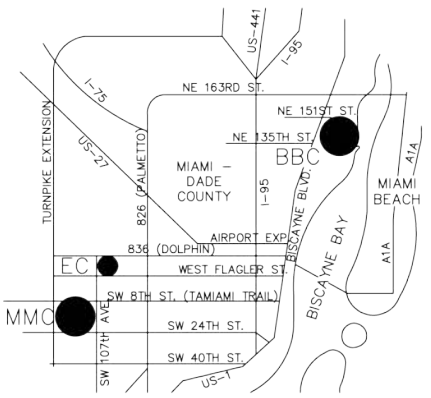 US-441
I-95
I-75
NE 163RD ST.
NE 151ST ST.
NE 135TH ST.
BBC
US-27
TURNPIKE EXTENSION
826 (PALMETTO)
MIAMI -
DADE
COUNTY
I-95
BISCAYNE BLVD.
A1A
MIAMI
BEACH
AIRPORT EXP.
836 (DOLPHIN)
BISCAYNE BAY
A1A
EC
WEST FLAGLER ST.
SW 8TH ST. (TAMIAMI TRAIL)
MMC
SW 107th AVE
SW 24TH ST.
SW 40TH ST.
US-1